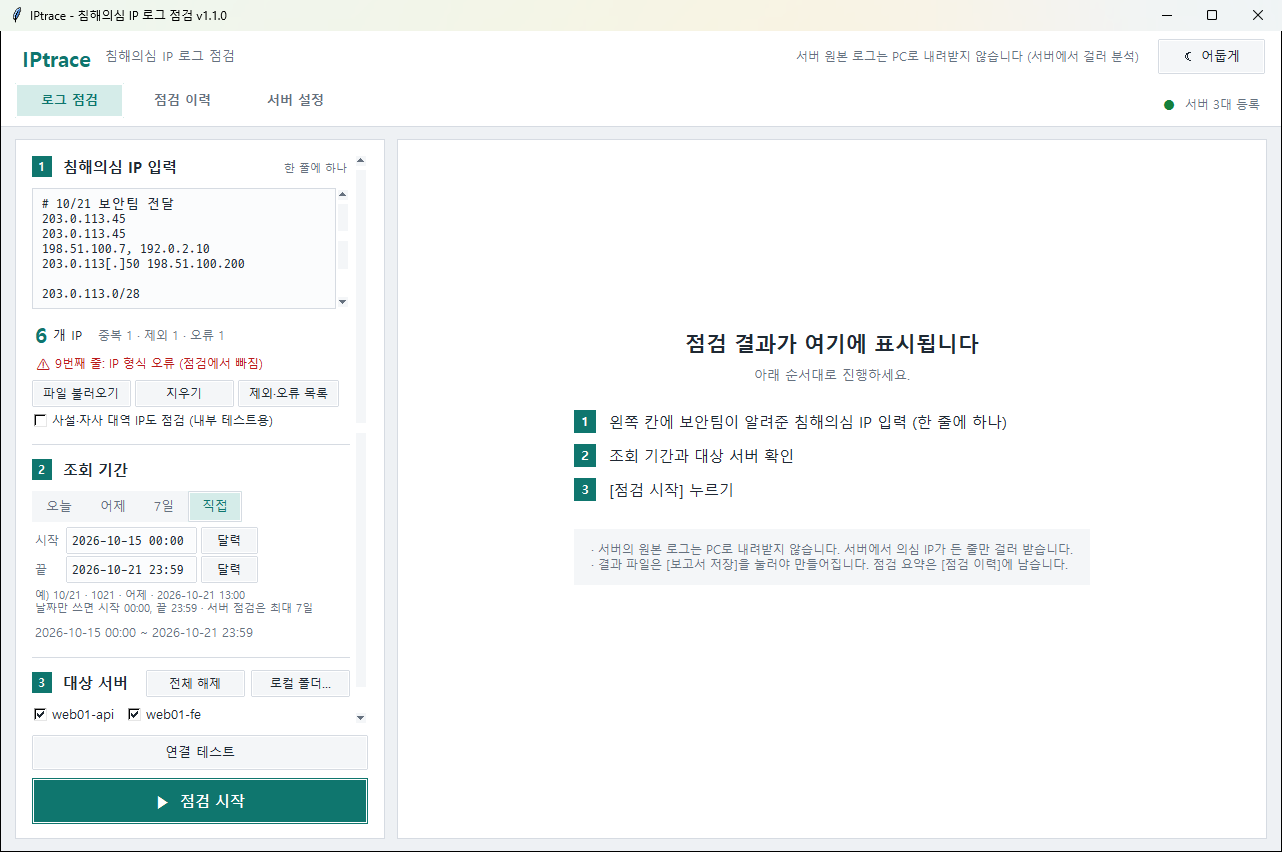 IPtrace - 침해의심 IP 로그 점검 v1.1.0
IPtrace 침해의심 IP 로그 점검
서버 원본 로그는 PC로 내려받지 않습니다 (서버에서 걸러 분석)
☾ 어둡게
로그 점검 점검 이력 서버 설정
서버 3대 등록
1 침해의심 IP 입력 한 줄에 하나
# 10/21 보안팀 전달
203.0.113.45
203.0.113.45
198.51.100.7, 192.0.2.10
203.0.113[.]50 198.51.100.200
203.0.113.0/28
6 개 IP 중복 1 · 제외 1 · 오류 1
⚠ 9번째 줄: IP 형식 오류 (점검에서 빠짐)
파일 불러오기 지우기 제외·오류 목록
사설·자사 대역 IP도 점검 (내부 테스트용)
2 조회 기간
오늘 어제 7일 직접
시작 2026-10-15 00:00 달력
끝 2026-10-21 23:59 달력
예) 10/21 · 1021 · 어제 · 2026-10-21 13:00
날짜만 쓰면 시작 00:00, 끝 23:59 · 서버 점검은 최대 7일
2026-10-15 00:00 ~ 2026-10-21 23:59
3 대상 서버 전체 해제 로컬 폴더...
web01-api web01-fe
연결 테스트
▶ 점검 시작
점검 결과가 여기에 표시됩니다
아래 순서대로 진행하세요.
1 왼쪽 칸에 보안팀이 알려준 침해의심 IP 입력 (한 줄에 하나)
2 조회 기간과 대상 서버 확인
3 [점검 시작] 누르기
· 서버의 원본 로그는 PC로 내려받지 않습니다. 서버에서 의심 IP가 든 줄만 걸러 받습니다.
· 결과 파일은 [보고서 저장]을 눌러야 만들어집니다. 점검 요약은 [점검 이력]에 남습니다.